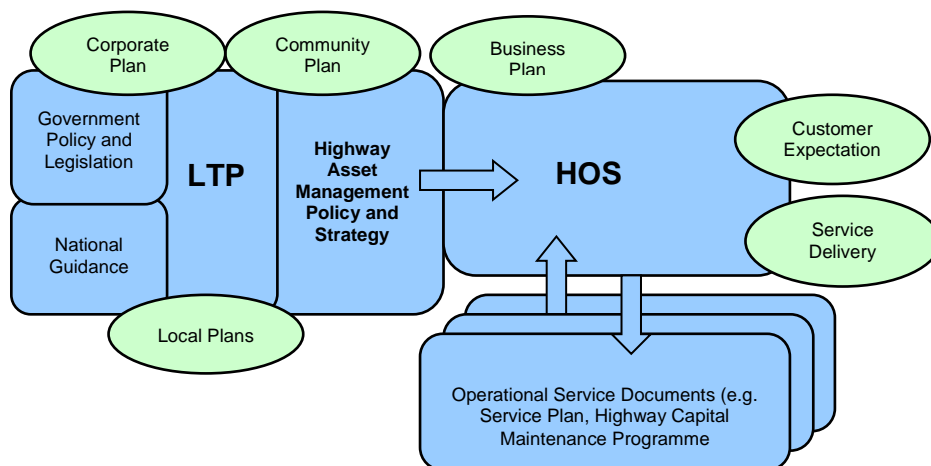 Corporate
Plan
Community
Plan
Business
Plan
Government
Policy and
Legislation
LTP
Highway
Asset
Management
Policy and
Strategy
HOS
Customer
Expectation
National
Guidance
Service
Delivery
Local Plans
Operational Service Documents (e.g.
Service Plan, Highway Capital
Maintenance Programme